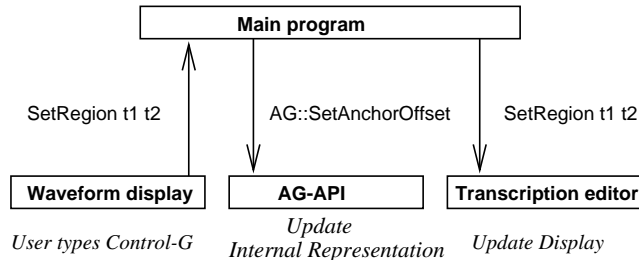 Main program
SetRegion t1 t2
AG::SetAnchorOffset
SetRegion t1 t2
Waveform display
AG-API
Transcription editor
User types Control-G
Update
Internal Representation
Update Display